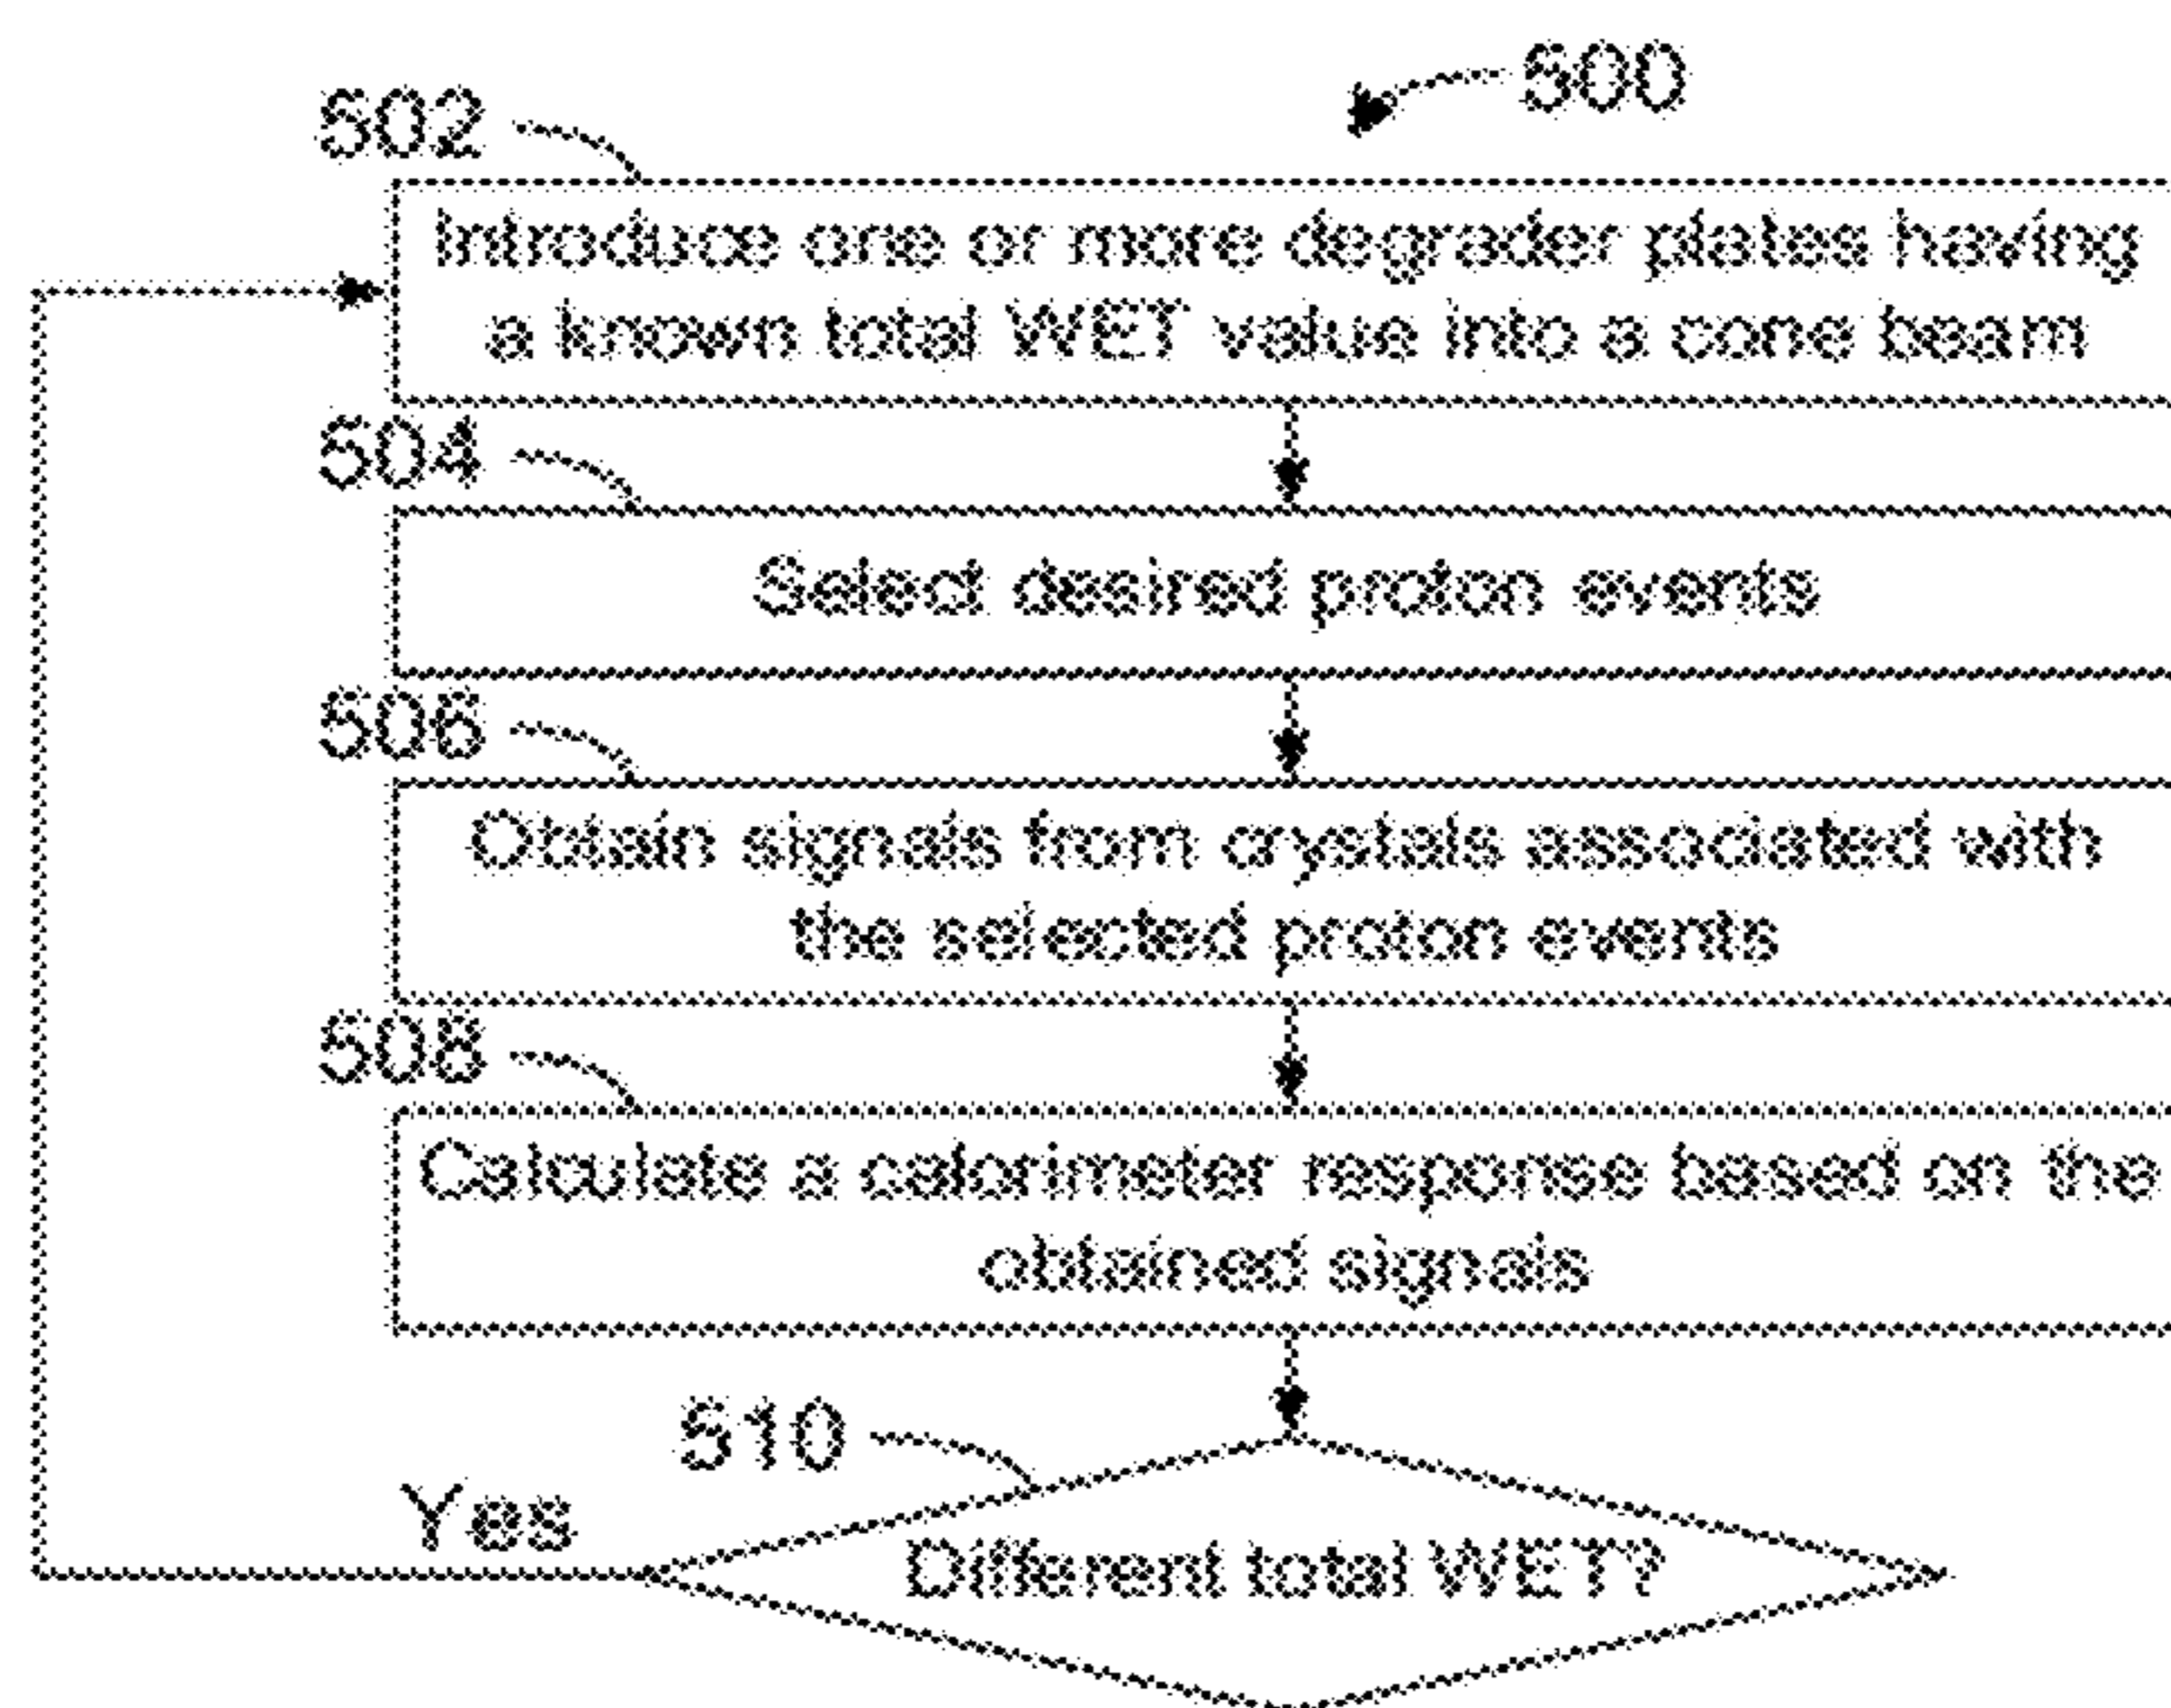 500
502
Introduce one or more degrader plates having
a known total WET value into a cone beam
504
Select desired proton events
506
Obtain signals from crystals associated with
the selected proton events
508
Calculate a calorimeter response based on the
obtained signals
510
Yes
Different total WET?